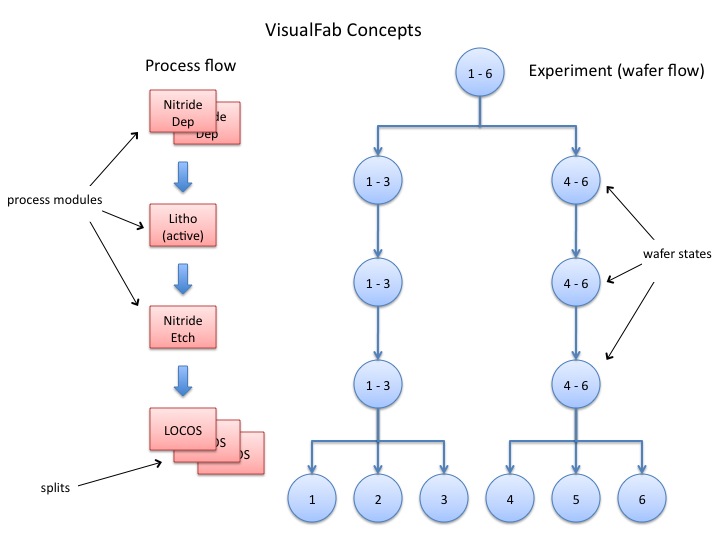 VisualFab Concepts
Process flow
Experiment (wafer flow)
1 - 6
Nitride
Dep
de
Dep
1 - 3
4 - 6
process modules
Litho
(active)
wafer states
1 - 3
4 - 6
Nitride
Etch
1 - 3
4 - 6
LOCOS
OS
OS
splits
1
2
3
4
5
6